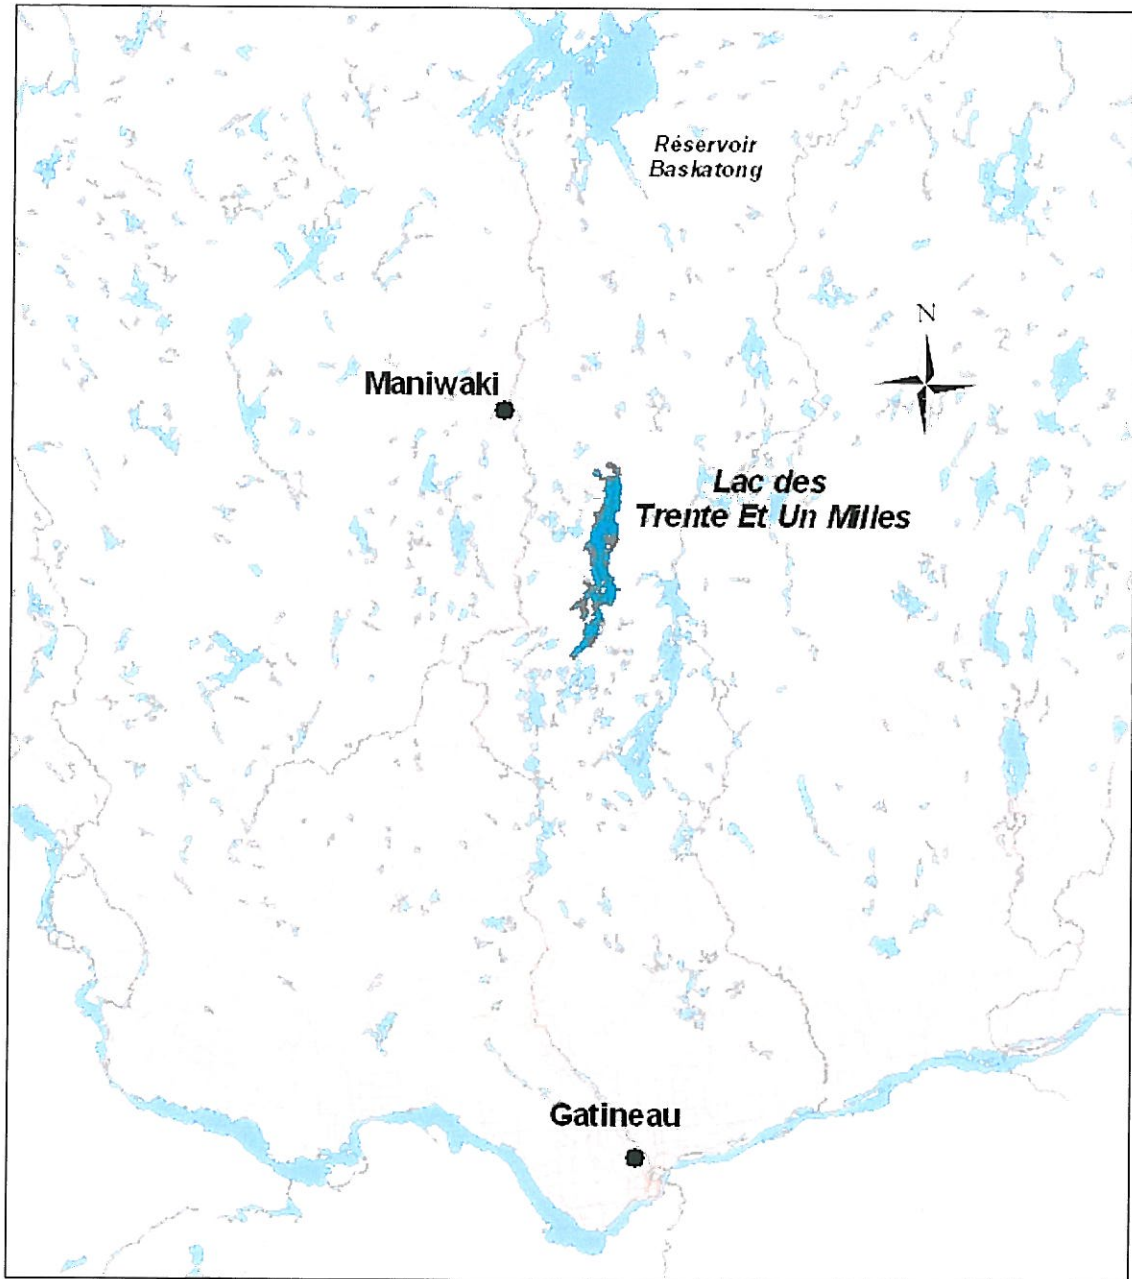 Réservoir
Baskatong
N
Maniwaki
Lac des
Trente Et Un Milles
Gatineau